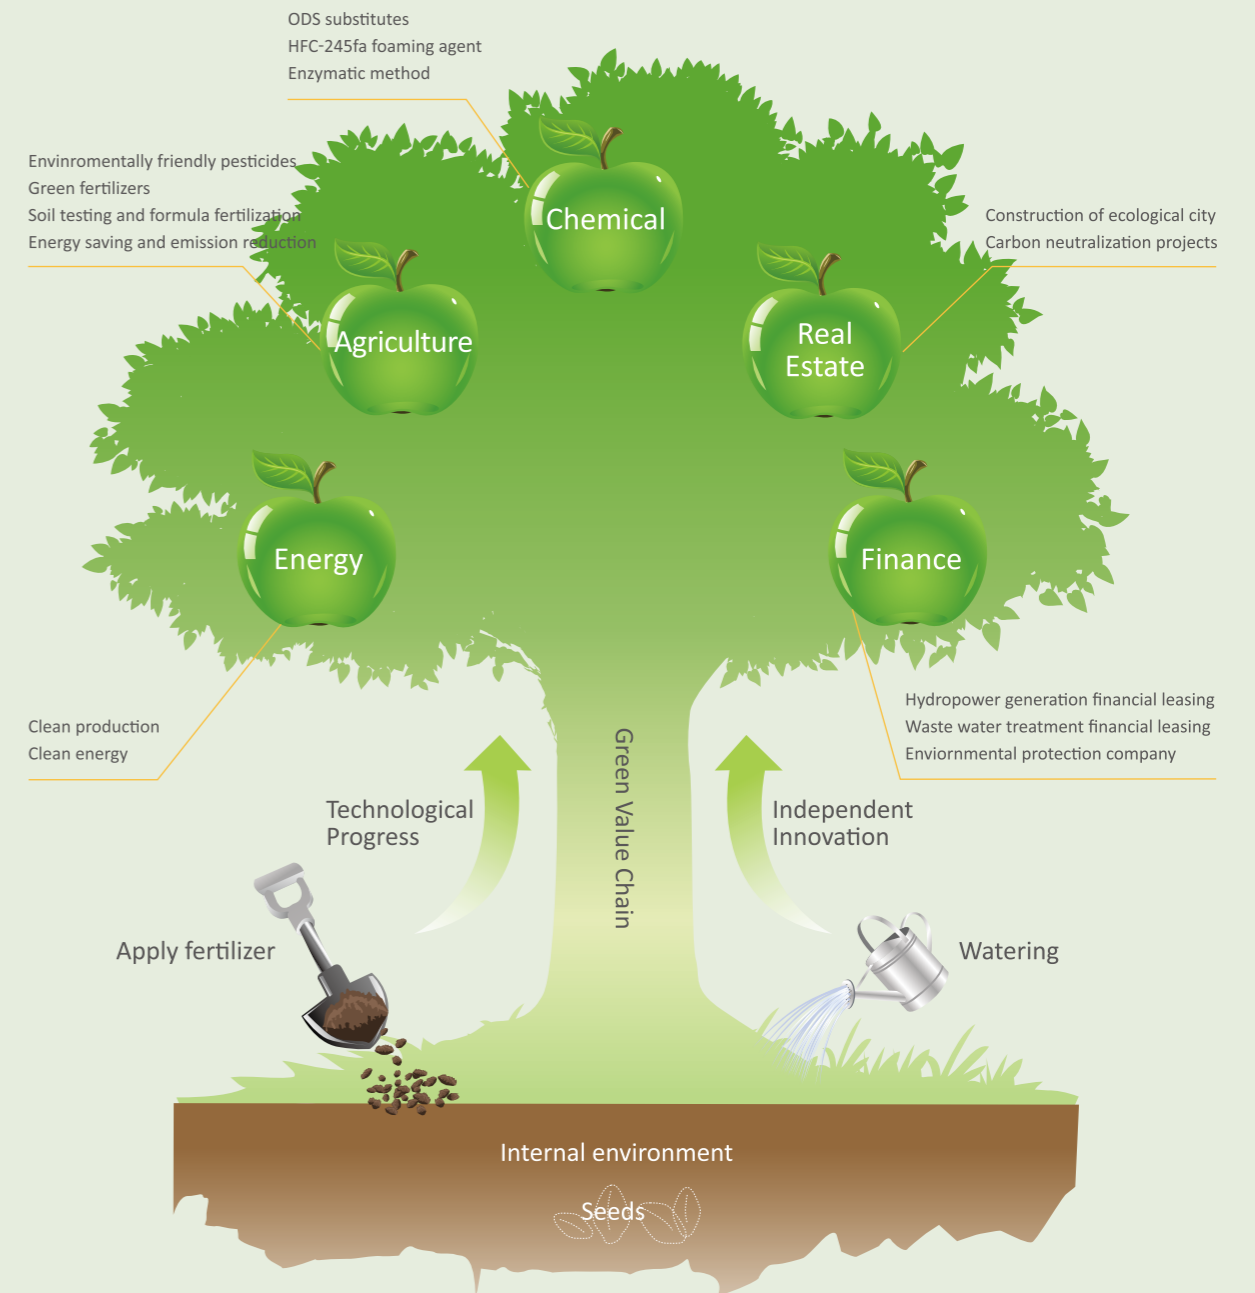 ODS substitutes
HFC-245fa foaming agent
Enzymatic method
Envinromentally friendly pesticides
Green fertilizers
Soil testing and formula fertilization
Energy saving and emission reduction
Construction of ecological city
Carbon neutralization projects
Chemical
Agriculture
Real
Estate
Energy
Finance
Clean production
Clean energy
Hydropower generation financial leasing
Waste water treatment financial leasing
Enviornmental protection company
Green Value Chain
Technological
Progress
Independent
Innovation
Apply fertilizer
Watering
Internal environment
Seeds